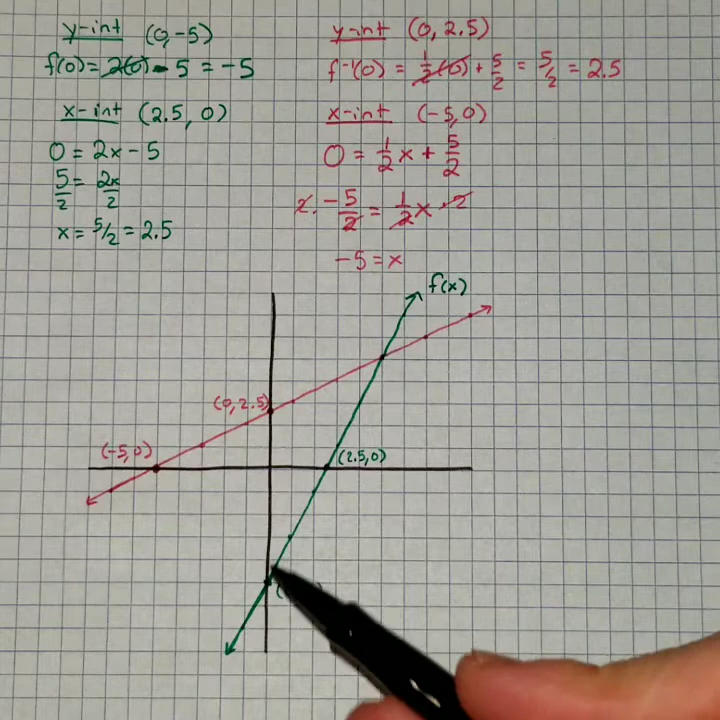 y-int (0,-5)
f(0) = 2(0) - 5 = -5
x-int (2.5, 0)
0 = 2x - 5
5/2 = 2x/2
x = 5/2 = 2.5
y-int (0, 2.5)
f⁻¹(0) = 1/2(0) + 5/2 = 5/2 = 2.5
x-int (-5,0)
0 = 1/2x + 5/2
2 · -5/2 = 1/2x · 2
-5 = x
f(x)
(0, 2.5)
(-5,0)
(2.5,0)